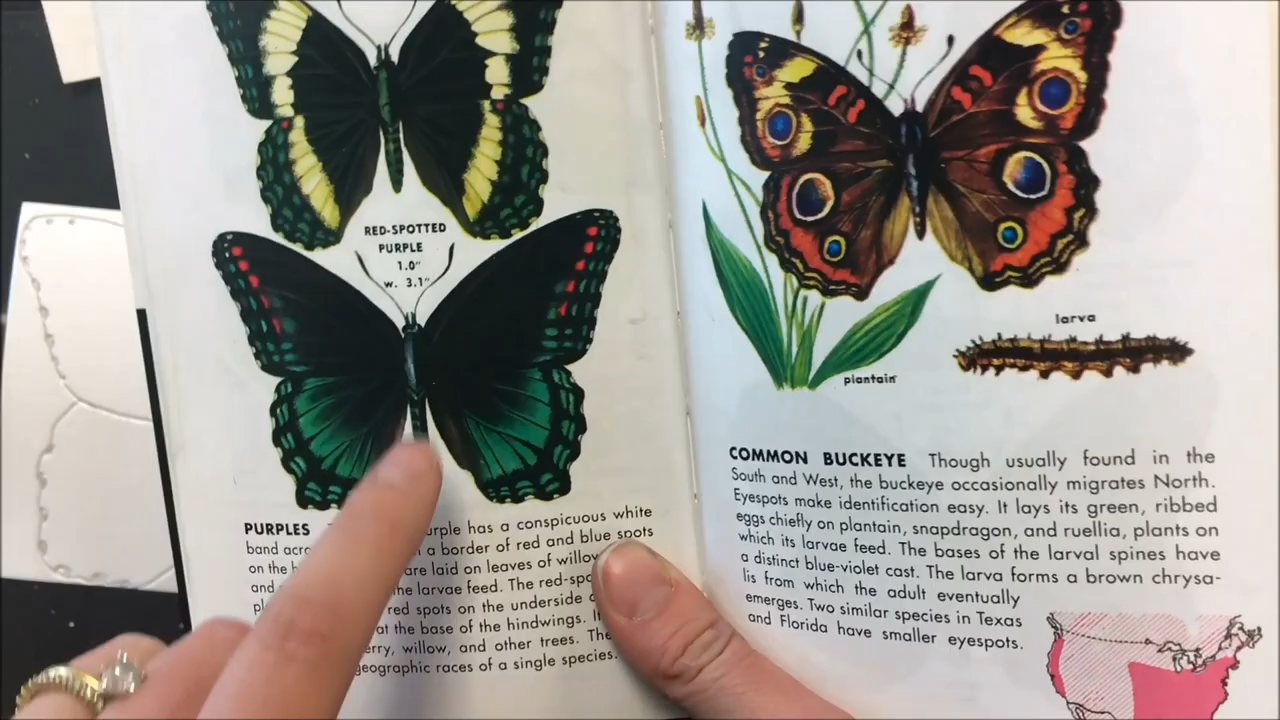 RED-SPOTTED
PURPLE
1.0"
w. 3.1"
PURPLES purple has a conspicuous white
band a border of red and blue spots
on the are laid on leaves of willow
and the larvae feed. The
red spots on the underside
at the base of the hindwings.
willow, and other trees.
geographic races of a single species.
larva
plantain
COMMON BUCKEYE Though usually found in the
South and West, the buckeye occasionally migrates North.
Eyespots make identification easy. It lays its green, ribbed
eggs chiefly on plantain, snapdragon, and ruellia, plants on
which its larvae feed. The bases of the larval spines have
a distinct blue-violet cast. The larva forms a brown chrysa-
lis from which the adult eventually
emerges. Two similar species in Texas
and Florida have smaller eyespots.